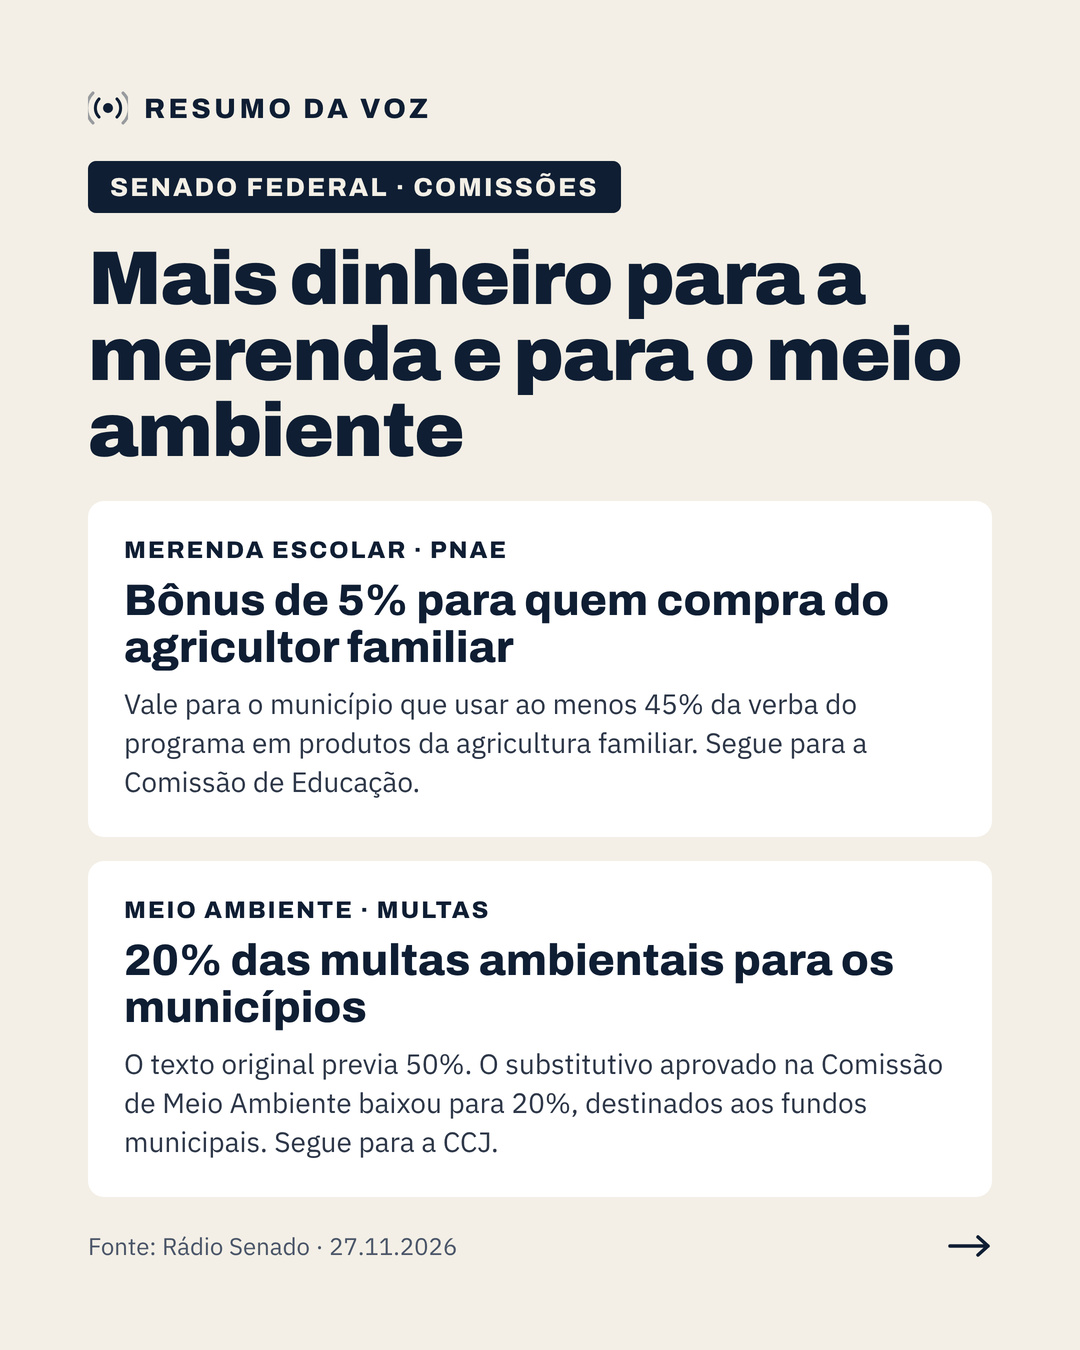 RESUMO DA VOZ
SENADO FEDERAL · COMISSÕES
Mais dinheiro para a
merenda e para o meio
ambiente
MERENDA ESCOLAR · PNAE
Bônus de 5% para quem compra do
agricultor familiar
Vale para o município que usar ao menos 45% da verba do
programa em produtos da agricultura familiar. Segue para a
Comissão de Educação.
MEIO AMBIENTE · MULTAS
20% das multas ambientais para os
municípios
O texto original previa 50%. O substitutivo aprovado na Comissão
de Meio Ambiente baixou para 20%, destinados aos fundos
municipais. Segue para a CCJ.
Fonte: Rádio Senado · 27.11.2026